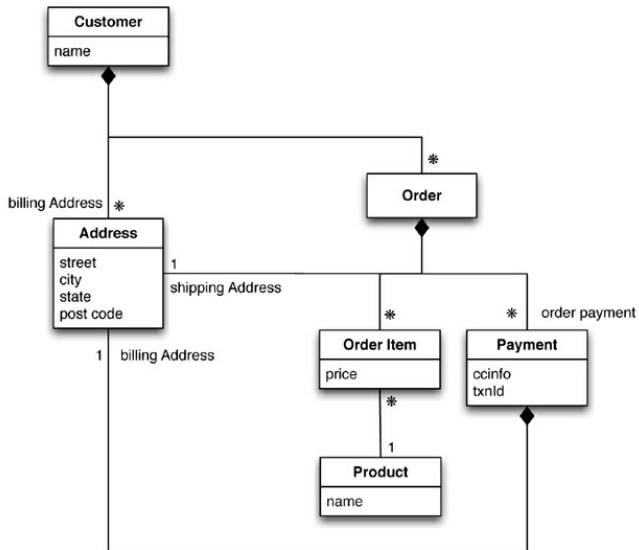 Customer
name
*
Order
billing Address *
Address
street
city
state
post code
1
shipping Address
* order payment
*
Order Item
price
Payment
ccinfo
txnId
1 billing Address
*
1
Product
name